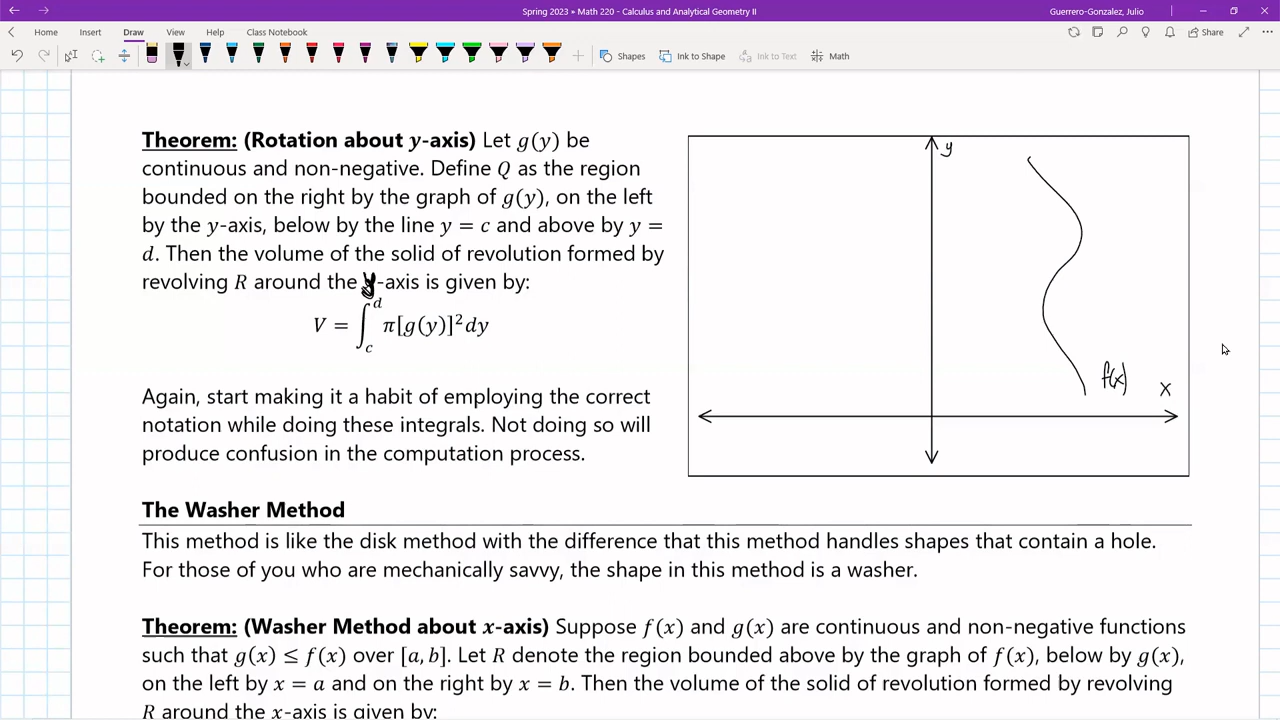 Spring 2023 » Math 220 - Calculus and Analytical Geometry II
Guerrero-Gonzalez, Julio
Home Insert Draw View Help Class Notebook
Share
Shapes Ink to Shape Ink to Text Math
Theorem: (Rotation about y-axis) Let g(y) be
continuous and non-negative. Define Q as the region
bounded on the right by the graph of g(y), on the left
by the y-axis, below by the line y = c and above by y =
d. Then the volume of the solid of revolution formed by
revolving R around the y-axis is given by:
V = ∫_c^d π[g(y)]²dy
Again, start making it a habit of employing the correct
notation while doing these integrals. Not doing so will
produce confusion in the computation process.
y
f(x)
x
The Washer Method
This method is like the disk method with the difference that this method handles shapes that contain a hole.
For those of you who are mechanically savvy, the shape in this method is a washer.
Theorem: (Washer Method about x-axis) Suppose f(x) and g(x) are continuous and non-negative functions
such that g(x) ≤ f(x) over [a, b]. Let R denote the region bounded above by the graph of f(x), below by g(x),
on the left by x = a and on the right by x = b. Then the volume of the solid of revolution formed by revolving
R around the x-axis is given by: